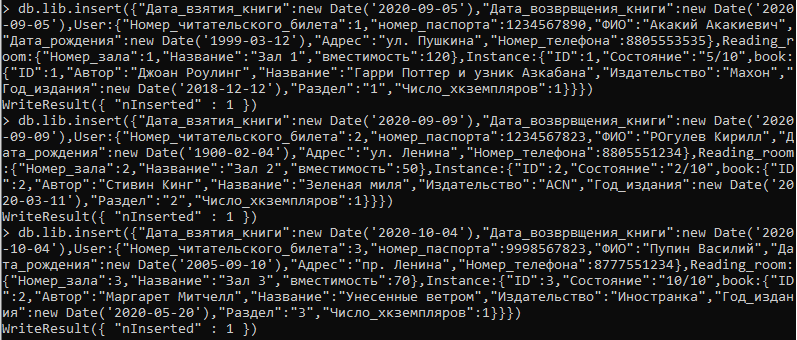 > db.lib.insert({"Дата_взятия_книги":new Date('2020-09-05'),"Дата_возврвщения_книги":new Date('2020
-09-05'),User:{"Номер_читательского_билета":1,"номер_паспорта":1234567890,"ФИО":"Акакий Акакиевич",
"Дата_рождения":new Date('1999-03-12'),"Адрес":"ул. Пушкина","Номер_телефона":8805553535},Reading_r
oom:{"Номер_зала":1,"Название":"Зал 1","вместимость":120},Instance:{"ID":1,"Состояние":"5/10",book:
{"ID":1,"Автор":"Джоан Роулинг","Название":"Гарри Поттер и узник Азкабана","Издательство":"Махон","
Год_издания":new Date('2018-12-12'),"Раздел":"1","Число_хкземпляров":1}}})
WriteResult({ "nInserted" : 1 })
> db.lib.insert({"Дата_взятия_книги":new Date('2020-09-09'),"Дата_возврвщения_книги":new Date('2020
-09-09'),User:{"Номер_читательского_билета":2,"номер_паспорта":1234567823,"ФИО":"РОгулев Кирилл","Д
ата_рождения":new Date('1900-02-04'),"Адрес":"ул. Ленина","Номер_телефона":8805551234},Reading_room
:{"Номер_зала":2,"Название":"Зал 2","вместимость":50},Instance:{"ID":2,"Состояние":"2/10",book:{"ID
":2,"Автор":"Стивин Кинг","Название":"Зеленая миля","Издательство":"ACN","Год_издания":new Date('20
20-03-11'),"Раздел":"2","Число_хкземпляров":1}}})
WriteResult({ "nInserted" : 1 })
> db.lib.insert({"Дата_взятия_книги":new Date('2020-10-04'),"Дата_возврвщения_книги":new Date('2020
-10-04'),User:{"Номер_читательского_билета":3,"номер_паспорта":9998567823,"ФИО":"Пупин Василий","Да
та_рождения":new Date('2005-09-10'),"Адрес":"пр. Ленина","Номер_телефона":8777551234},Reading_room:
{"Номер_зала":3,"Название":"Зал 3","вместимость":70},Instance:{"ID":3,"Состояние":"10/10",book:{"ID
":2,"Автор":"Маргарет Митчелл","Название":"Унесенные ветром","Издательство":"Иностранка","Год_издан
ия":new Date('2020-05-20'),"Раздел":"3","Число_хкземпляров":1}}})
WriteResult({ "nInserted" : 1 })